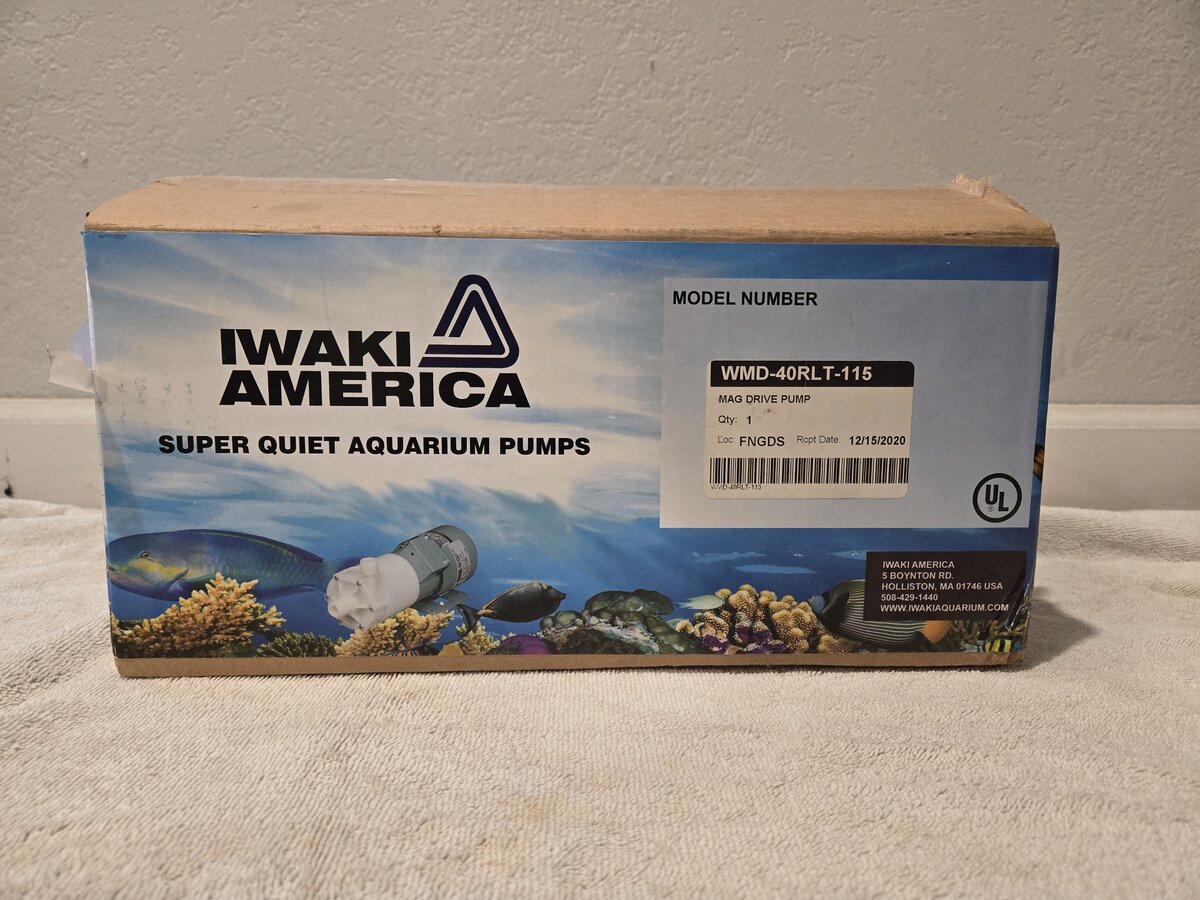 IWAKI
AMERICA
SUPER QUIET AQUARIUM PUMPS
MODEL NUMBER
WMD-40RLT-115
MAG DRIVE PUMP
Qty: 1
Loc: FNGDS Rcpt Date: 12/15/2020
WMD-40RLT-115
UL
®
IWAKI AMERICA
5 BOYNTON RD.
HOLLISTON, MA 01746 USA
508-429-1440
WWW.IWAKIAQUARIUM.COM